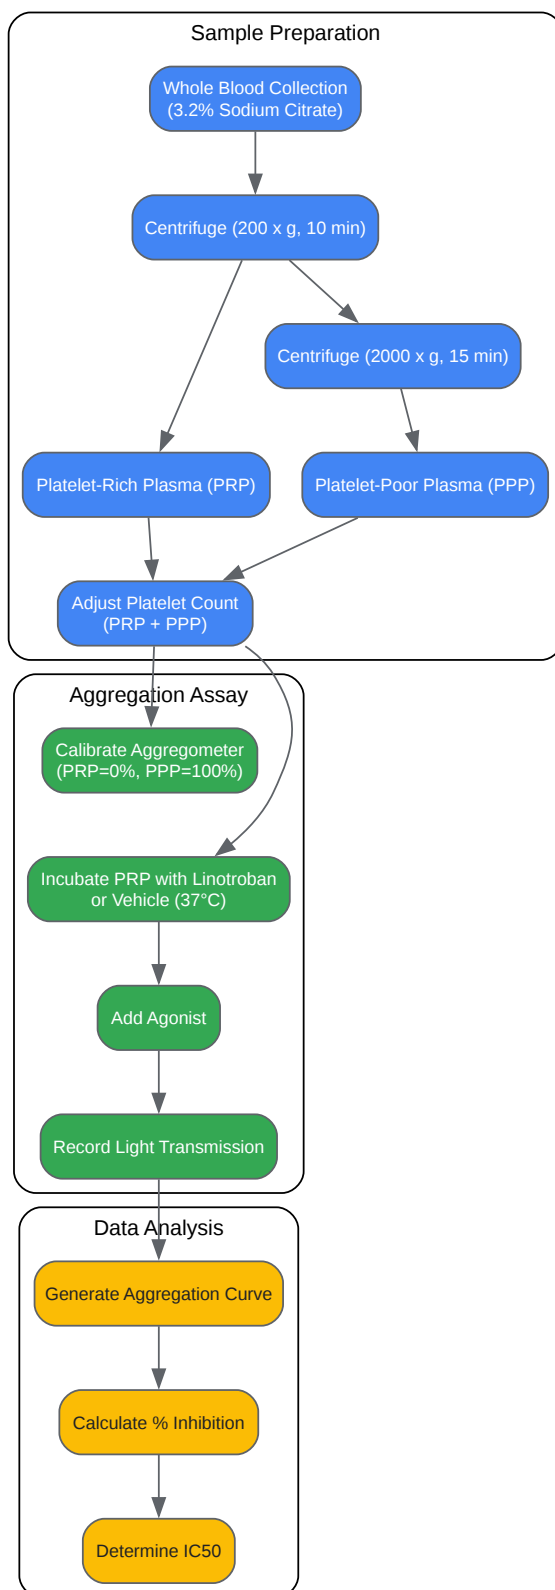 Sample Preparation
Whole Blood Collection
(3.2% Sodium Citrate)
Centrifuge (200 x g, 10 min)
Centrifuge (2000 x g, 15 min)
Platelet-Rich Plasma (PRP)
Platelet-Poor Plasma (PPP)
Adjust Platelet Count
(PRP + PPP)
Aggregation Assay
Calibrate Aggregometer
(PRP=0%, PPP=100%)
Incubate PRP with Linotroban
or Vehicle (37°C)
Add Agonist
Record Light Transmission
Data Analysis
Generate Aggregation Curve
Calculate % Inhibition
Determine IC50